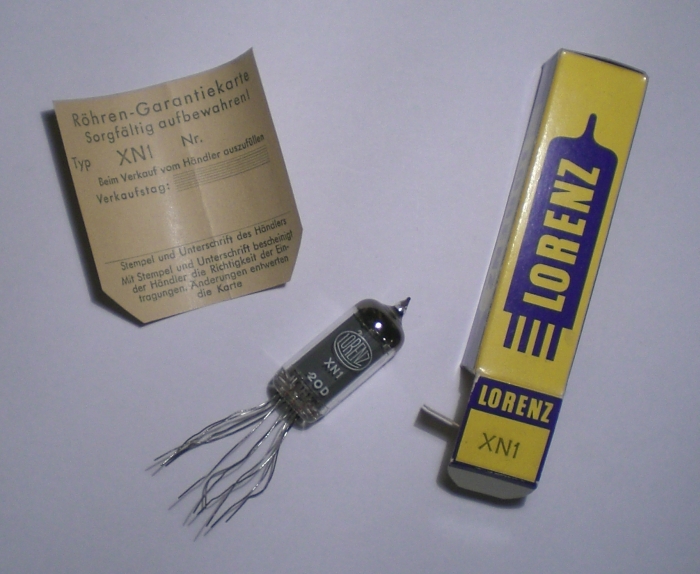 Röhren-Garantiekarte
Sorgfältig aufbewahren!
Typ XN1 Nr.
Beim Verkauf vom Händler auszufüllen
Verkaufstag:
Stempel und Unterschrift des Händlers
Mit Stempel und Unterschrift bescheinigt
der Händler die Richtigkeit der Ein-
tragungen. Änderungen entwerten
die Karte
LORENZ
XN1
20D
LORENZ
LORENZ
XN1